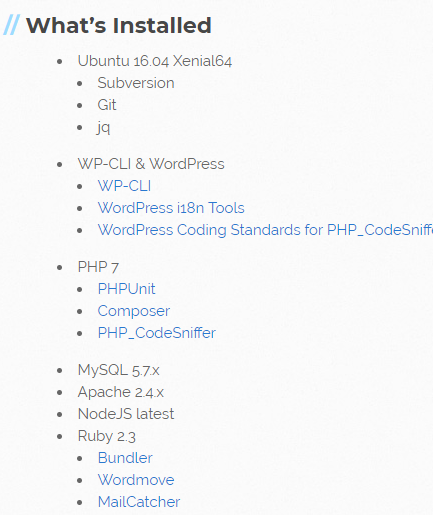 // What's Installed
Ubuntu 16.04 Xenial64
Subversion
Git
jq
WP-CLI & WordPress
WP-CLI
WordPress i18n Tools
WordPress Coding Standards for PHP_CodeSniffe
PHP 7
PHPUnit
Composer
PHP_CodeSniffer
MySQL 5.7.x
Apache 2.4.x
NodeJS latest
Ruby 2.3
Bundler
Wordmove
MailCatcher